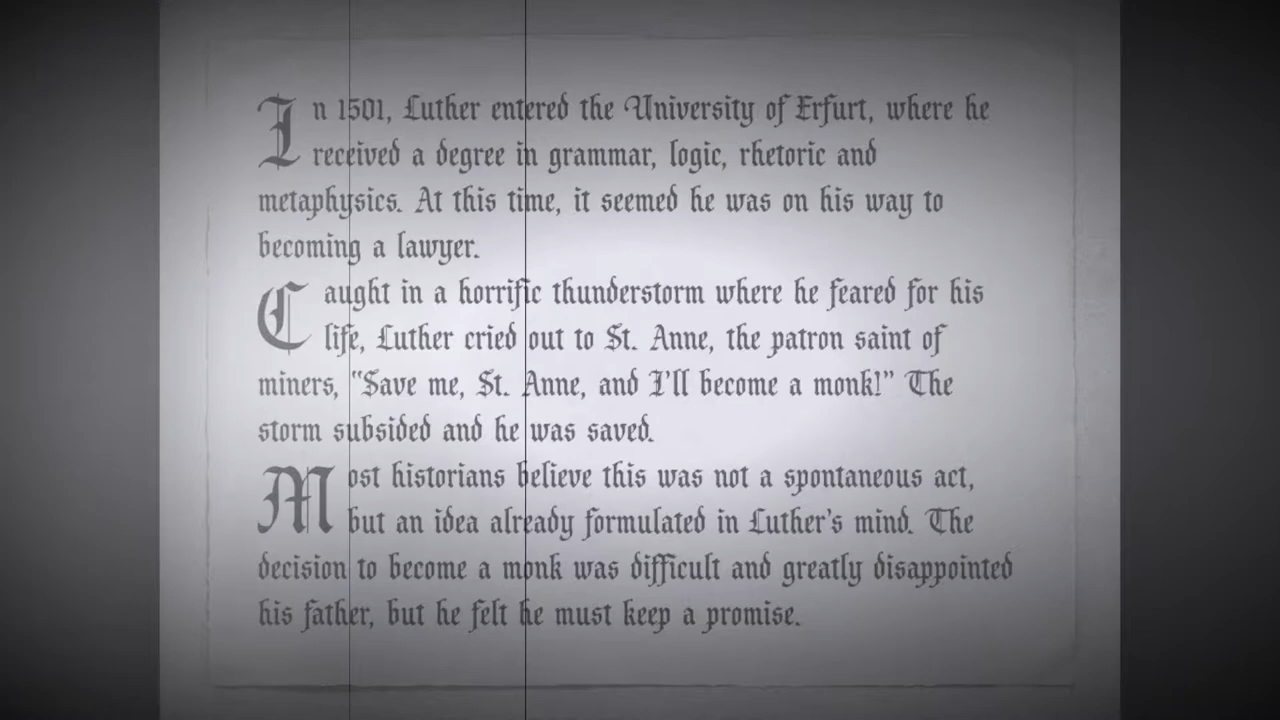 In 1501, Luther entered the University of Erfurt, where he
received a degree in grammar, logic, rhetoric and
metaphysics. At this time, it seemed he was on his way to
becoming a lawyer.
Caught in a horrific thunderstorm where he feared for his
life, Luther cried out to St. Anne, the patron saint of
miners, “Save me, St. Anne, and I’ll become a monk!” The
storm subsided and he was saved.
Most historians believe this was not a spontaneous act,
but an idea already formulated in Luther’s mind. The
decision to become a monk was difficult and greatly disappointed
his father, but he felt he must keep a promise.